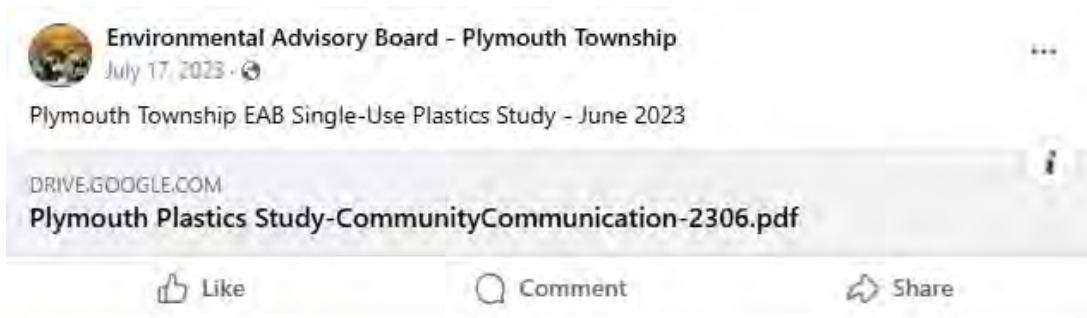 Environmental Advisory Board - Plymouth Township
July 17, 2023 ·
Plymouth Township EAB Single-Use Plastics Study - June 2023
DRIVE.GOOGLE.COM
Plymouth Plastics Study-CommunityCommunication-2306.pdf
Like Comment Share